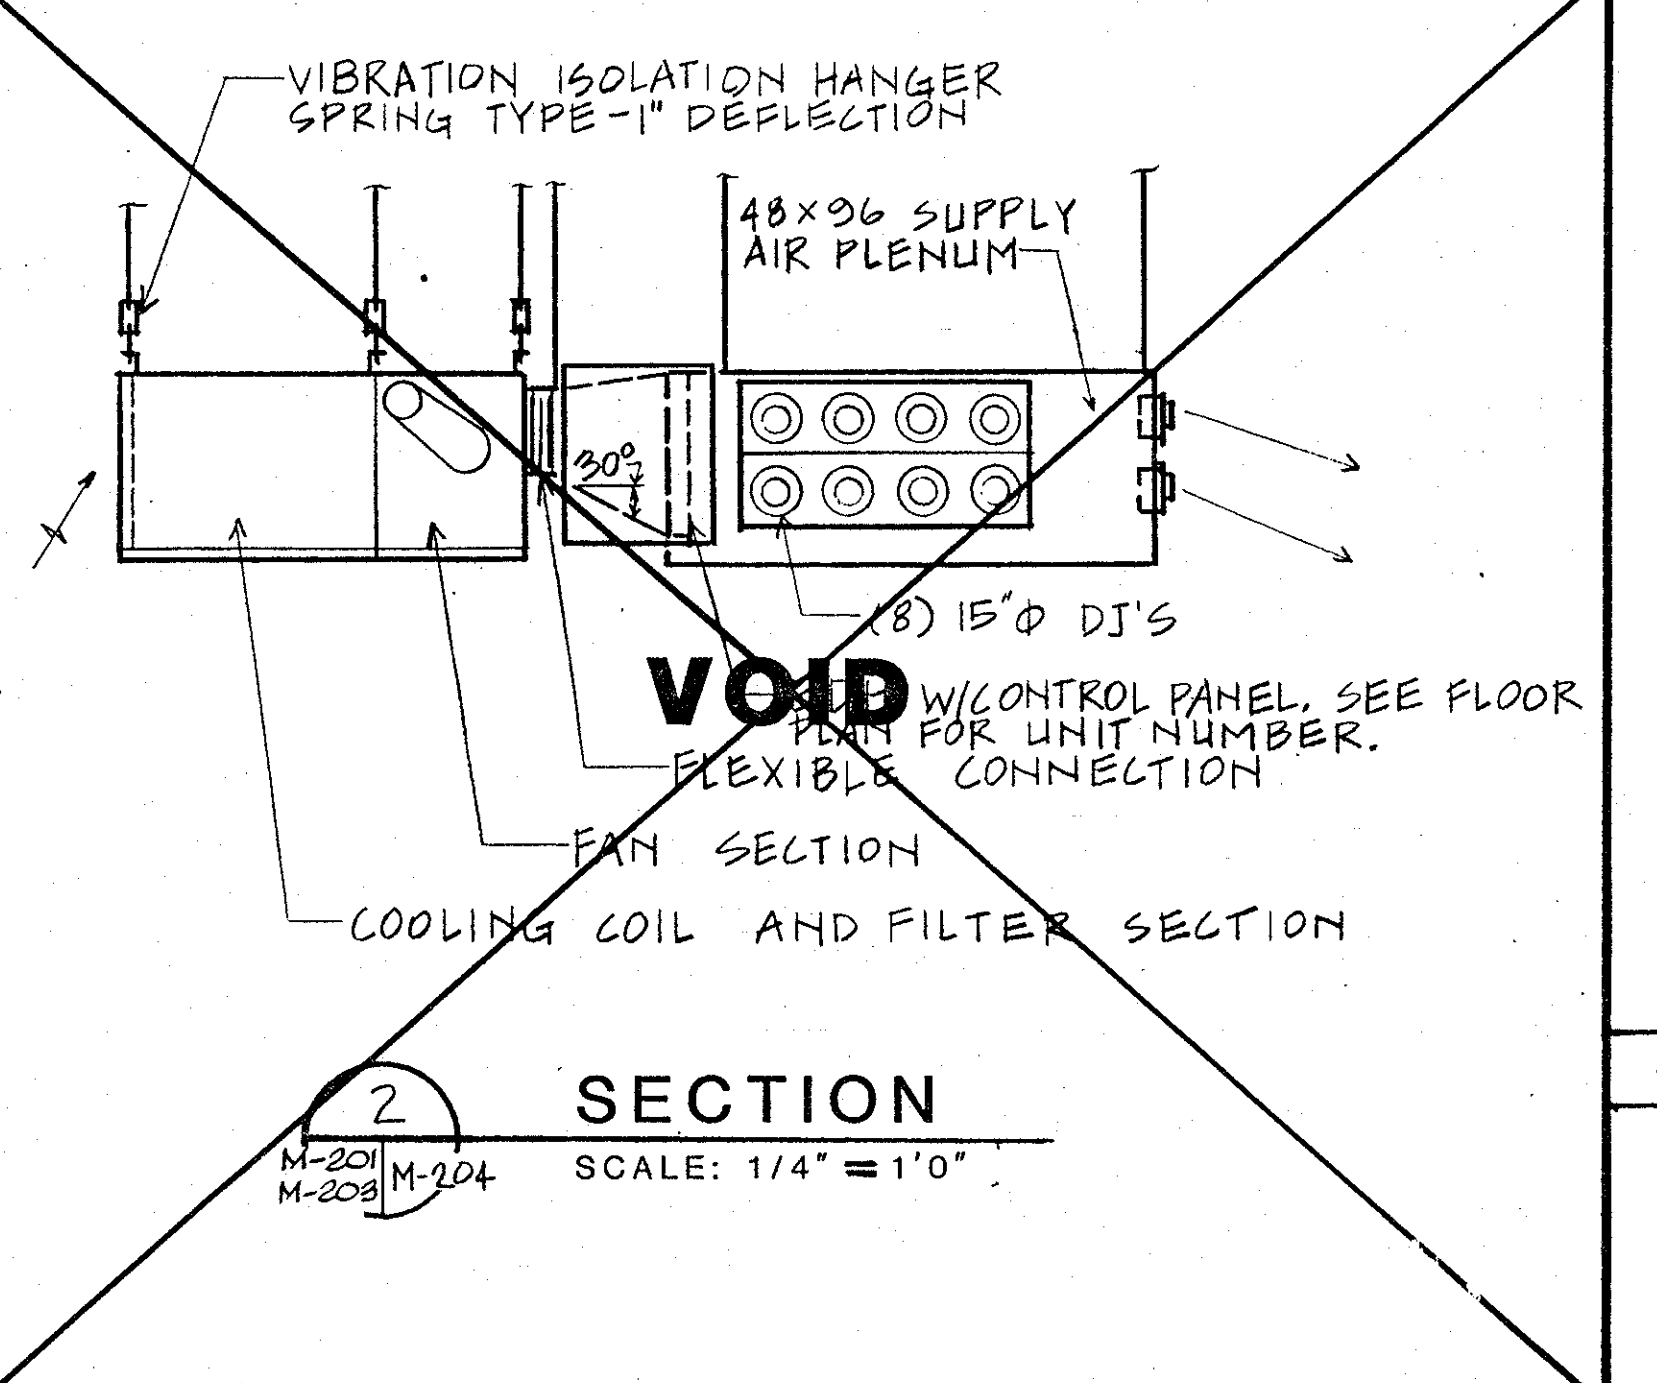 VIBRATION ISOLATION HANGER
SPRING TYPE-1" DEFLECTION
48×96 SUPPLY
AIR PLENUM
30°
(8) 15"Φ DJ'S
VOID
W/CONTROL PANEL. SEE FLOOR
PLAN FOR UNIT NUMBER.
FLEXIBLE CONNECTION
FAN SECTION
COOLING COIL AND FILTER SECTION
2
SECTION
M-201
M-203
M-204
SCALE: 1/4" = 1'0"